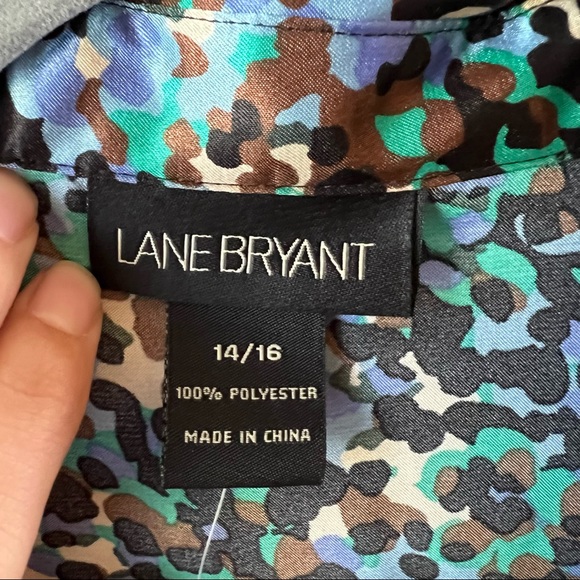 LANE BRYANT
14/16
100% POLYESTER
MADE IN CHINA